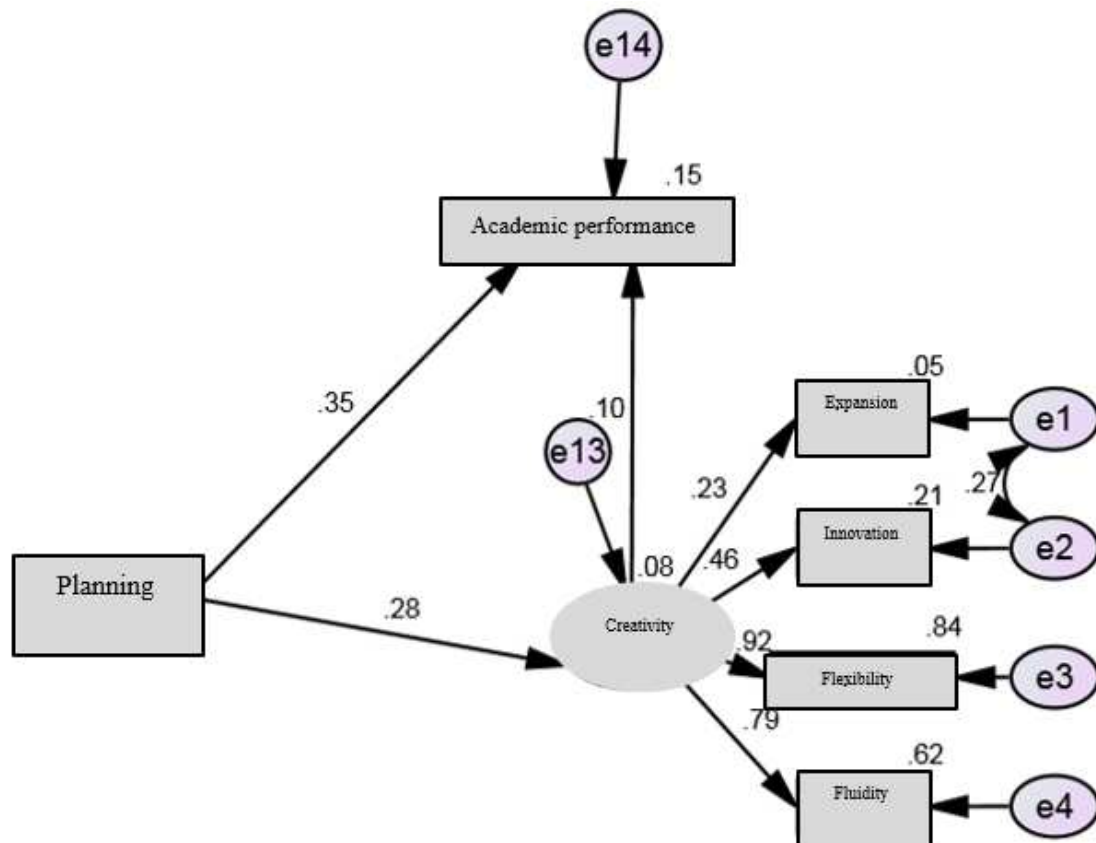 e14
.15
Academic performance
.35
.10
e13
.05
Expansion
e1
.23
.27
.21
Innovation
e2
.46
Planning
.28
.08
Creativity
.92
.84
Flexibility
e3
.79
.62
Fluidity
e4